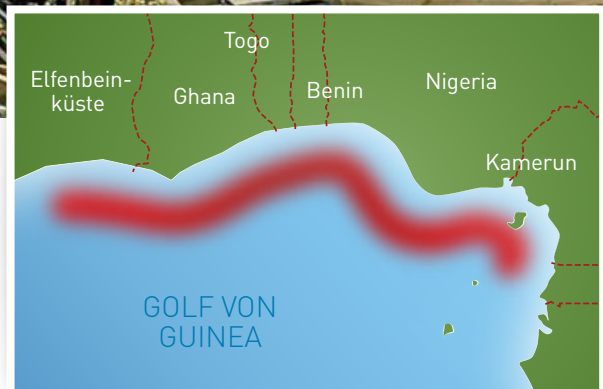 Togo
Elfenbein-
küste
Ghana
Benin
Nigeria
Kamerun
GOLF VON
GUINEA